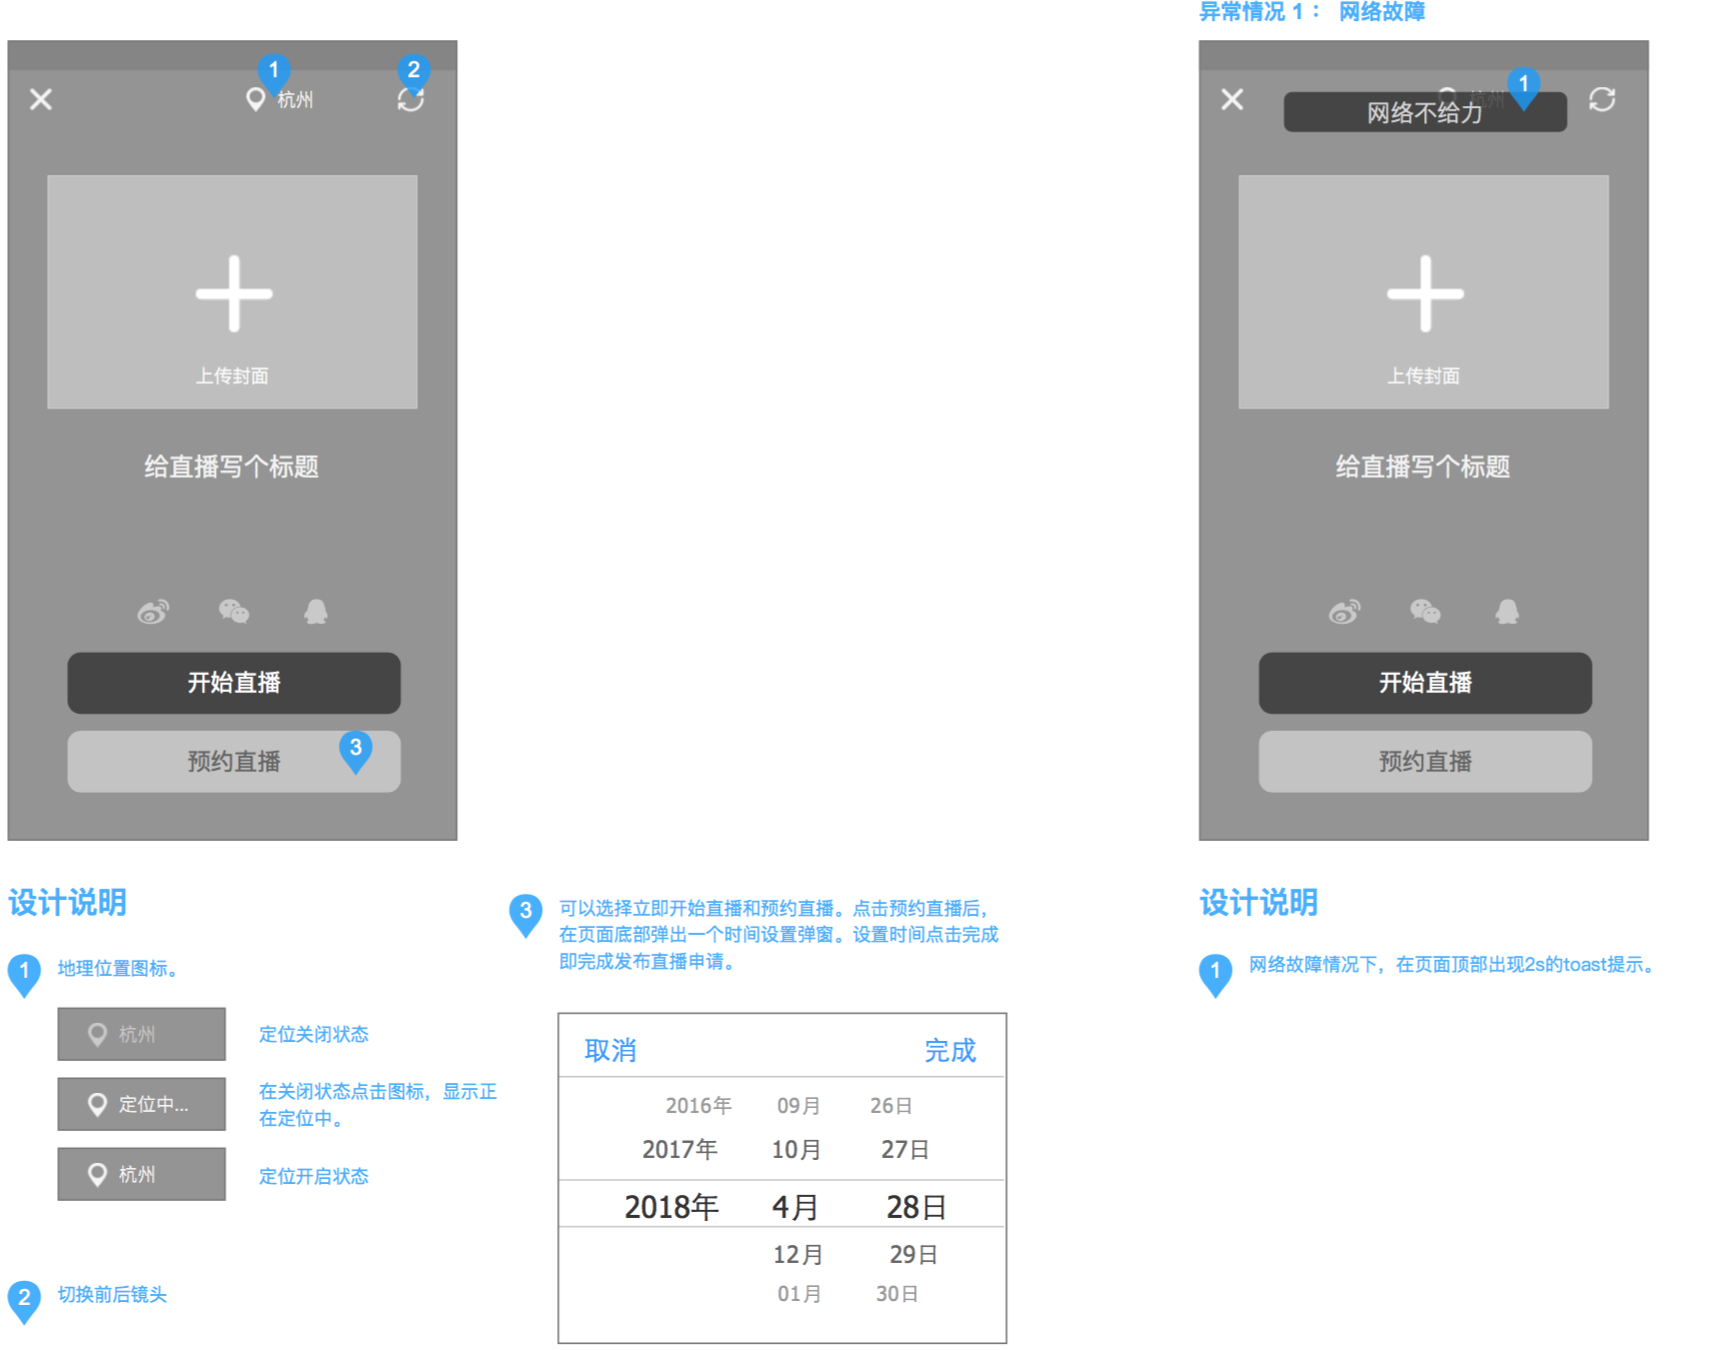 1
2
杭州
上传封面
给直播写个标题
开始直播
预约直播
3
设计说明
1
地理位置图标。
杭州
定位关闭状态
定位中...
在关闭状态点击图标，显示正
在定位中。
杭州
定位开启状态
2
切换前后镜头
3
可以选择立即开始直播和预约直播。点击预约直播后，
在页面底部弹出一个时间设置弹窗。设置时间点击完成
即完成发布直播申请。
取消
完成
2016年 09月 26日
2017年 10月 27日
2018年 4月 28日
12月 29日
01月 30日
异常情况 1： 网络故障
1
杭州
网络不给力
上传封面
给直播写个标题
开始直播
预约直播
设计说明
1
网络故障情况下，在页面顶部出现2s的toast提示。